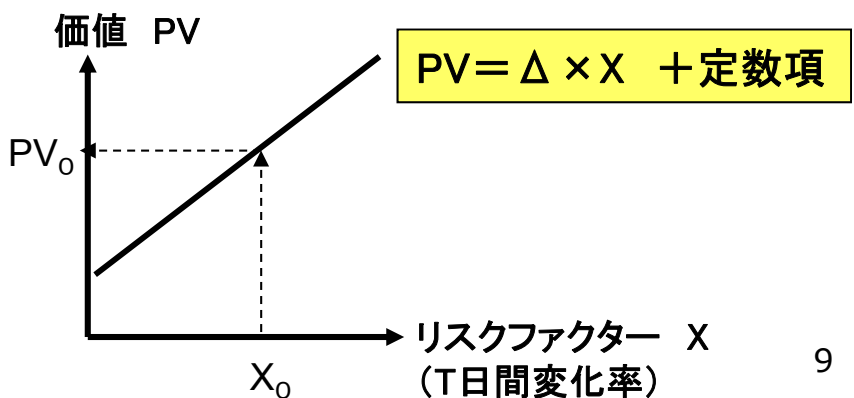 価値 PV
PV=Δ×X +定数項
PV₀
リスクファクター X
(T日間変化率)
X₀
9